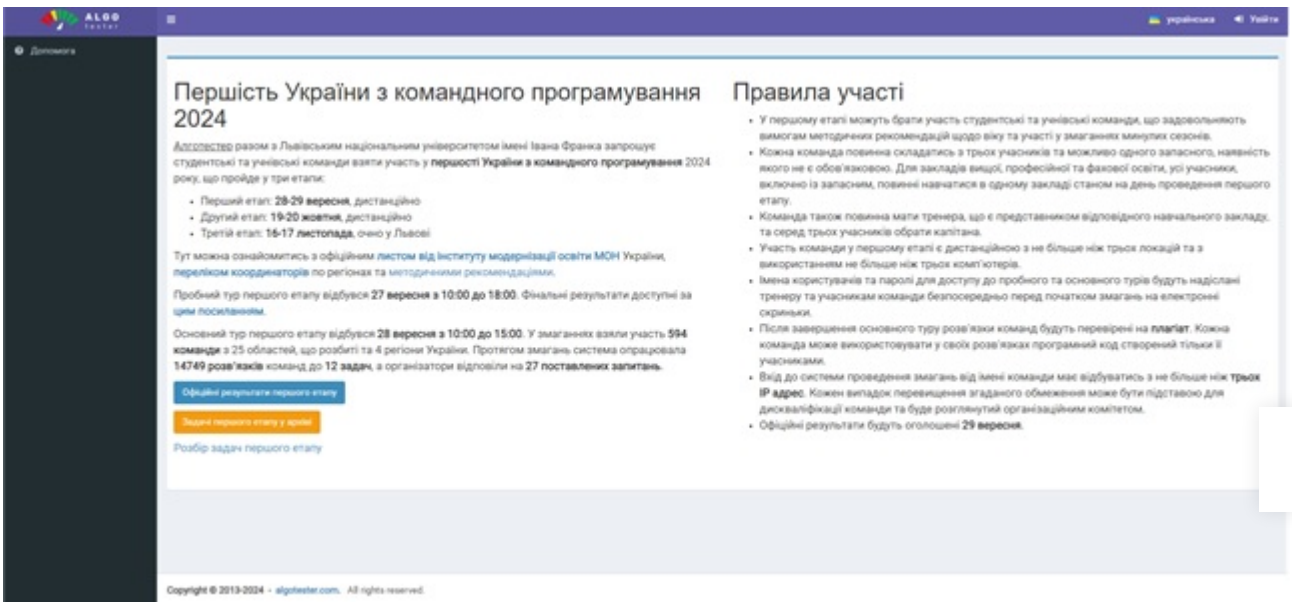 ALGO
tester
українська
Увійти
Допомога
Першість України з командного програмування
2024
Алготестер разом з Львівським національним університетом імені Івана Франка запрошує
студентські та учнівські команди взяти участь у першості України з командного програмування 2024
року, що пройде у три етапи:
• Перший етап: 28-29 вересня, дистанційно
• Другий етап: 19-20 жовтня, дистанційно
• Третій етап: 16-17 листопада, очно у Львові
Тут можна ознайомитись з офіційним листом від Інституту модернізації освіти МОН України,
переліком координаторів по регіонах та методичними рекомендаціями.
Пробний тур першого етапу відбувся 27 вересня з 10:00 до 18:00. Фінальні результати доступні за
цим посиланням.
Основний тур першого етапу відбувся 28 вересня з 10:00 до 15:00. У змаганнях взяли участь 594
команди з 25 областей, що розбиті та 4 регіони України. Протягом змагань система опрацювала
14749 розв'язків команд до 12 задач, а організатори відповіли на 27 поставлених запитань.
Офіційні результати першого етапу
Задачі першого етапу у архіві
Розбір задач першого етапу
Правила участі
• У першому етапі можуть брати участь студентські та учнівські команди, що задовольняють
вимогам методичних рекомендацій щодо віку та участі у змаганнях минулих сезонів.
• Кожна команда повинна складатись з трьох учасників та можливо одного запасного, наявність
якого не є обов'язковою. Для закладів вищої, професійної та фахової освіти, усі учасники,
включно із запасним, повинні навчатися в одному закладі станом на день проведення першого
етапу.
• Команда також повинна мати тренера, що є представником відповідного навчального закладу,
та серед трьох учасників обрати капітана.
• Участь команди у першому етапі є дистанційною з не більше ніж трьох локацій та з
використанням не більше ніж трьох комп'ютерів.
• Імена користувачів та паролі для доступу до пробного та основного турів будуть надіслані
тренеру та учасникам команди безпосередньо перед початком змагань на електронні
скриньки.
• Після завершення основного туру розв'язки команд будуть перевірені на плагіат. Кожна
команда може використовувати у своїх розв'язках програмний код створений тільки її
учасниками.
• Вхід до системи проведення змагань від імені команди має відбуватись з не більше ніж трьох
IP адрес. Кожен випадок перевищення згаданого обмеження може бути підставою для
дискваліфікації команди та буде розглянутий організаційним комітетом.
• Офіційні результати будуть оголошені 29 вересня.
Copyright © 2013-2024 - algotester.com. All rights reserved.